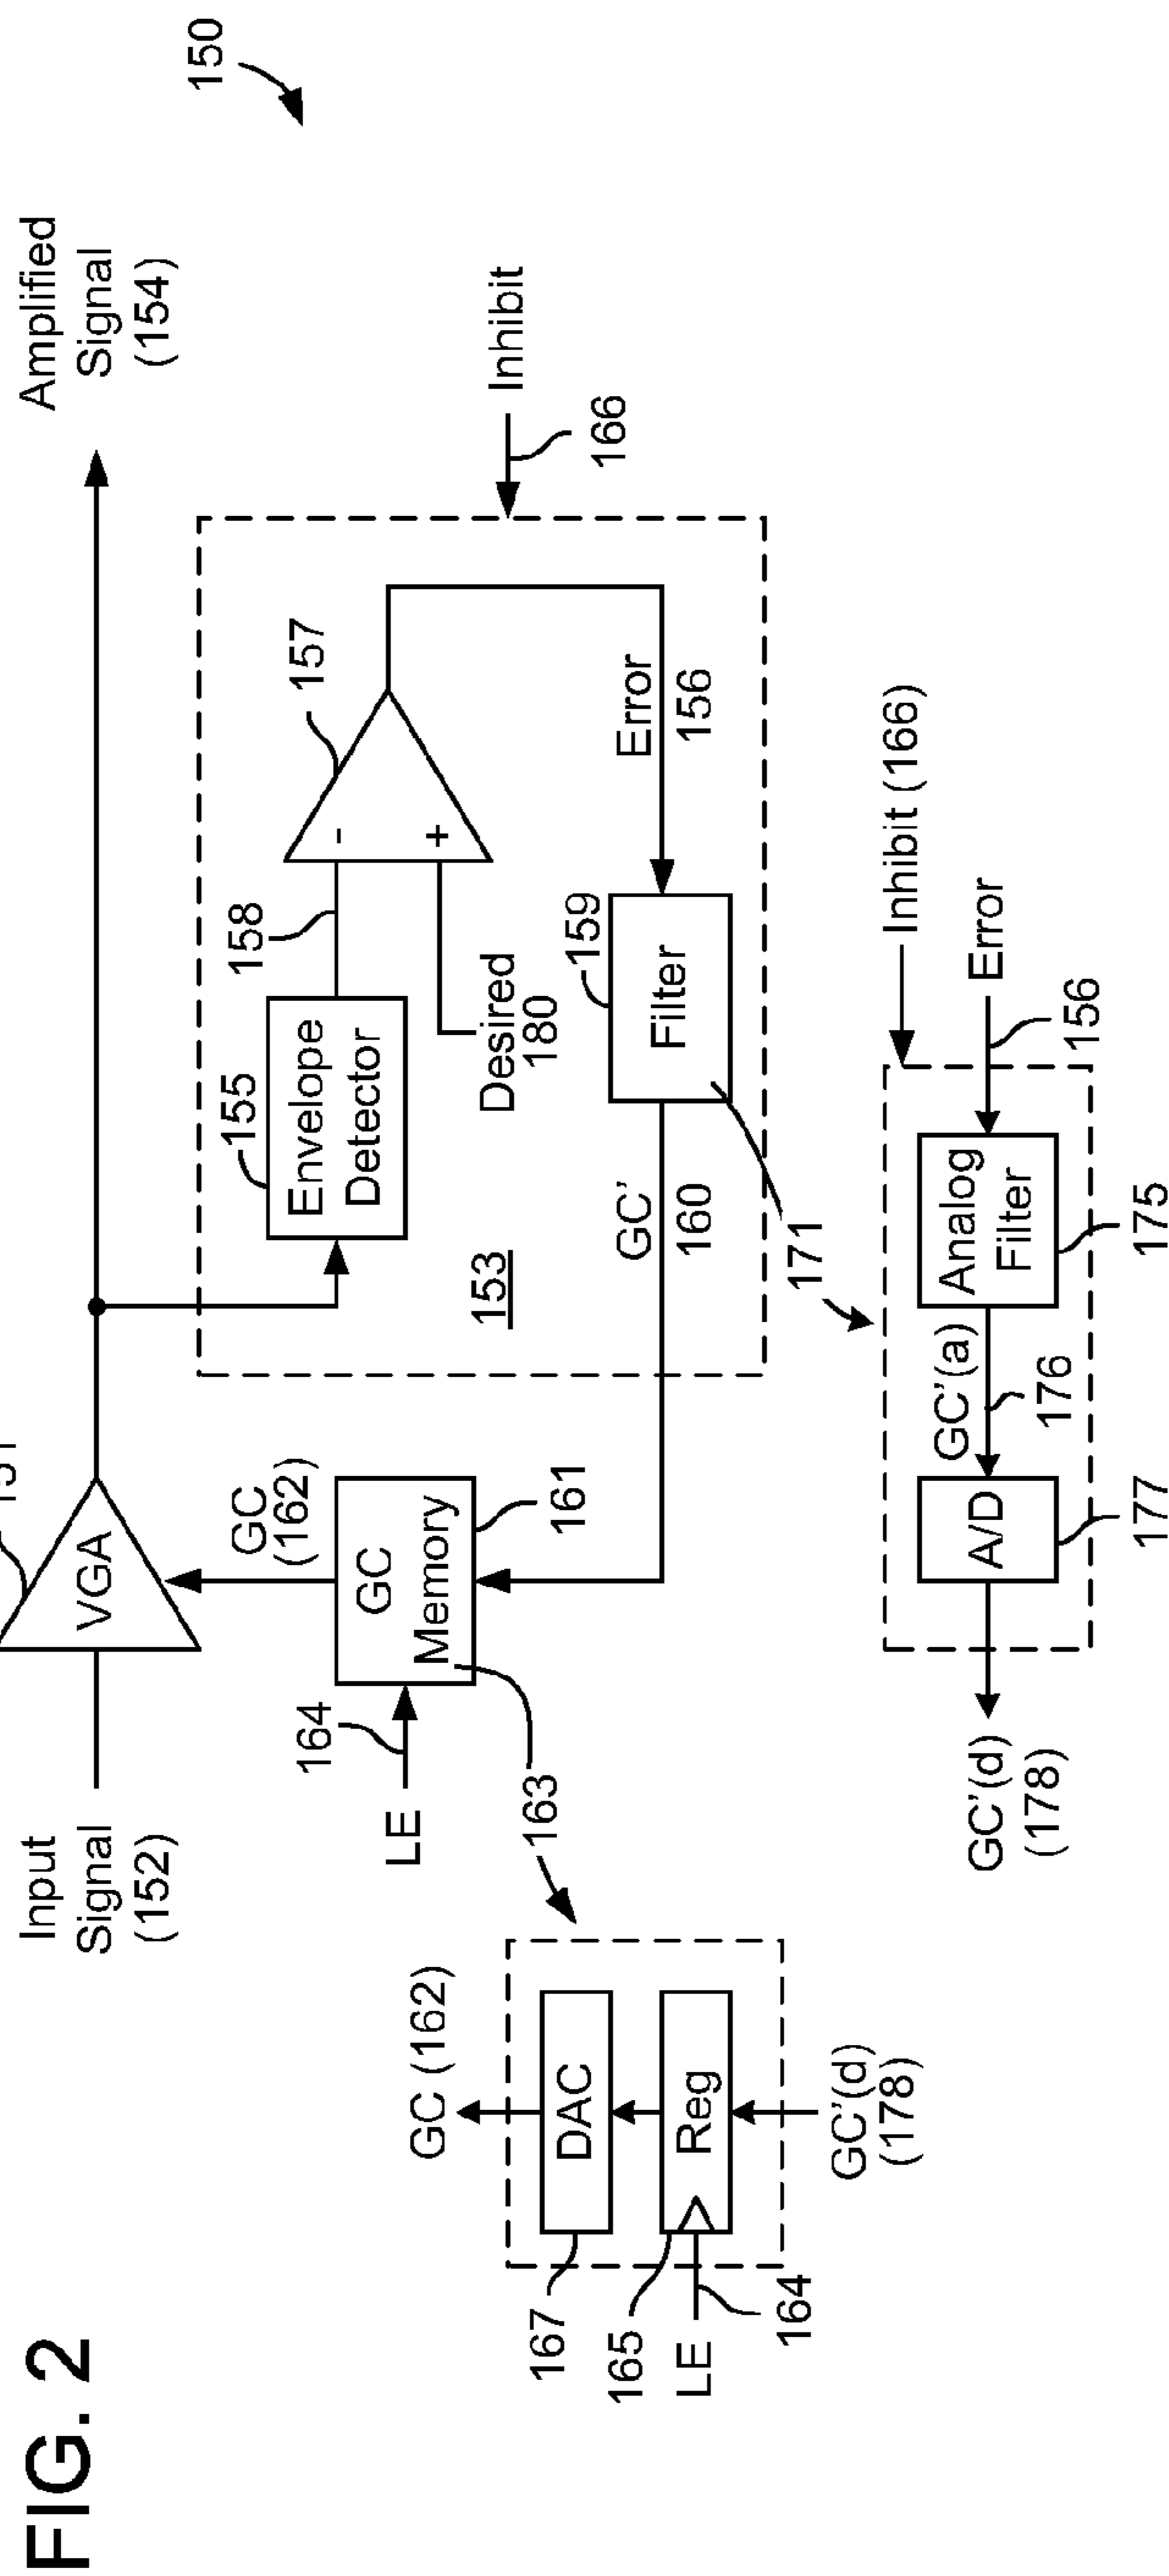 FIG. 2
150
Input
Signal
(152)
VGA
Amplified
Signal
(154)
GC
(162)
GC
Memory
161
LE
164
163
153
155
Envelope
Detector
158
157
-
+
Desired
180
Error
156
159
Filter
GC'
160
171
Inhibit
166
GC (162)
DAC
167
Reg
165
LE
164
GC'(d)
(178)
Inhibit (166)
Error
156
Analog
Filter
175
GC'(a)
176
A/D
177
GC'(d)
(178)